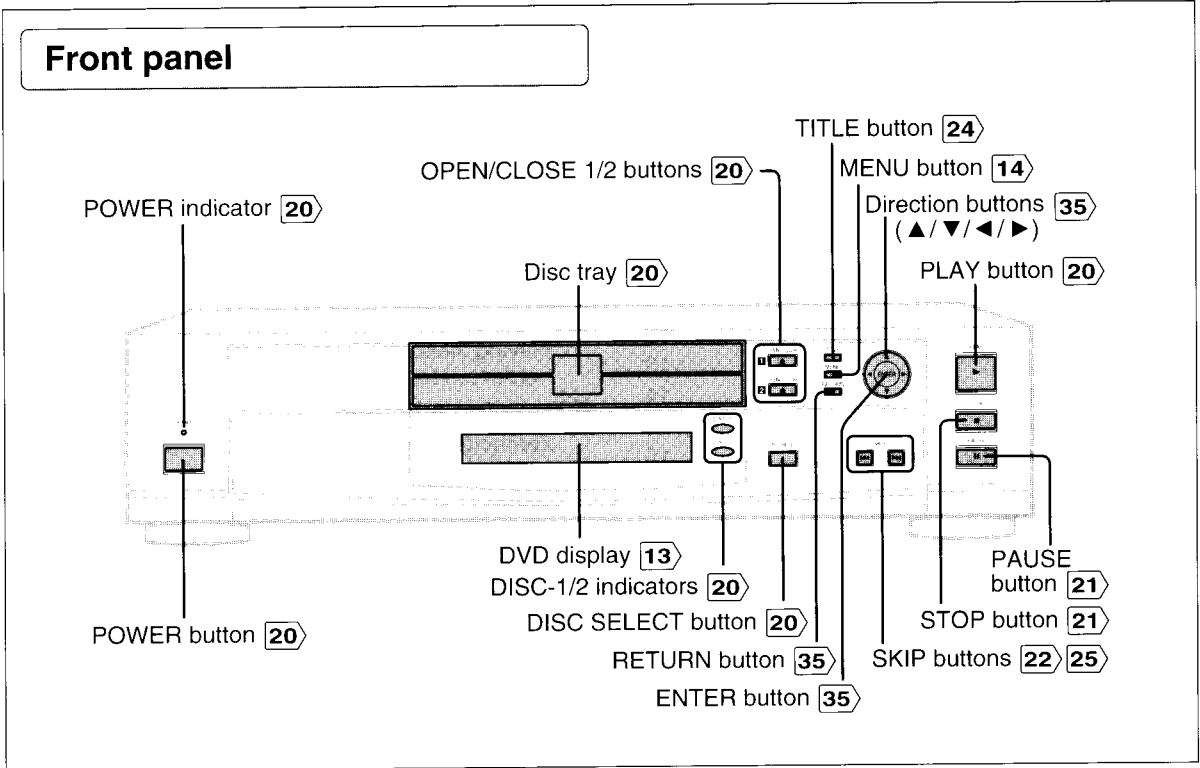 Front panel
TITLE button 24
OPEN/CLOSE 1/2 buttons 20
MENU button 14
POWER indicator 20
Direction buttons 35
(▲/▼/◀/▶)
Disc tray 20
PLAY button 20
1
2
DVD display 13
PAUSE
button 21
DISC-1/2 indicators 20
DISC SELECT button 20
STOP button 21
POWER button 20
RETURN button 35
SKIP buttons 22 25
ENTER button 35